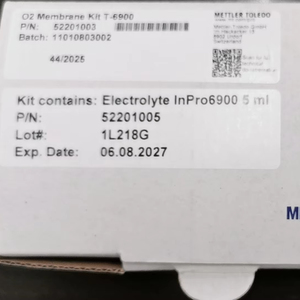 O2 Membrane Kit T-6900
P/N: 52201003
Batch: 11010803002
44/2025
METTLER TOLEDO
Switzerland
Kit contains: Electrolyte InPro6900 5 ml
P/N: 52201005
Lot#: 1L218G
Exp. Date: 06.08.2027
M